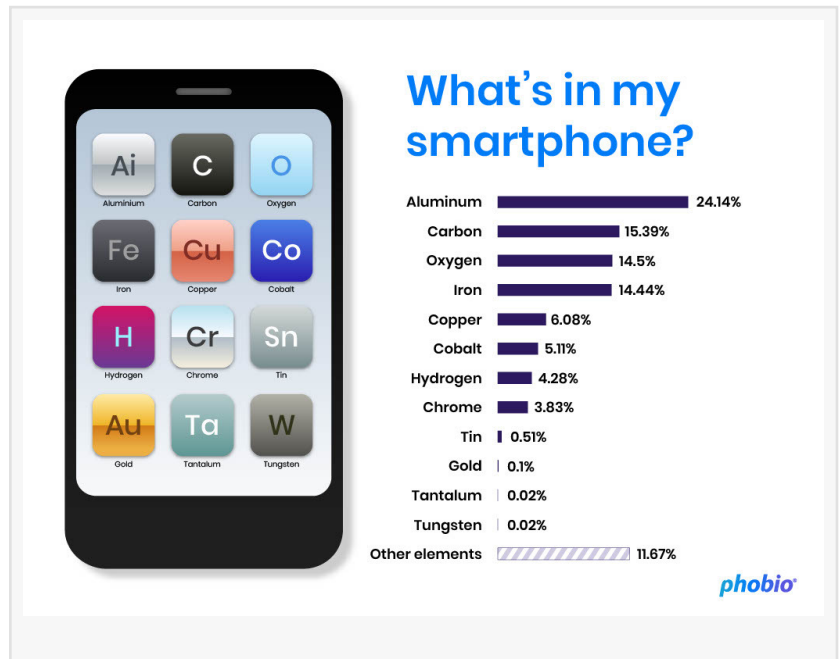 What's in my
smartphone?
Ai
Aluminium
C
Carbon
O
Oxygen
Fe
Iron
Cu
Copper
Co
Cobalt
H
Hydrogen
Cr
Chrome
Sn
Tin
Au
Gold
Ta
Tantalum
W
Tungsten
Aluminum 24.14%
Carbon 15.39%
Oxygen 14.5%
Iron 14.44%
Copper 6.08%
Cobalt 5.11%
Hydrogen 4.28%
Chrome 3.83%
Tin 0.51%
Gold 0.1%
Tantalum 0.02%
Tungsten 0.02%
Other elements 11.67%
phobio